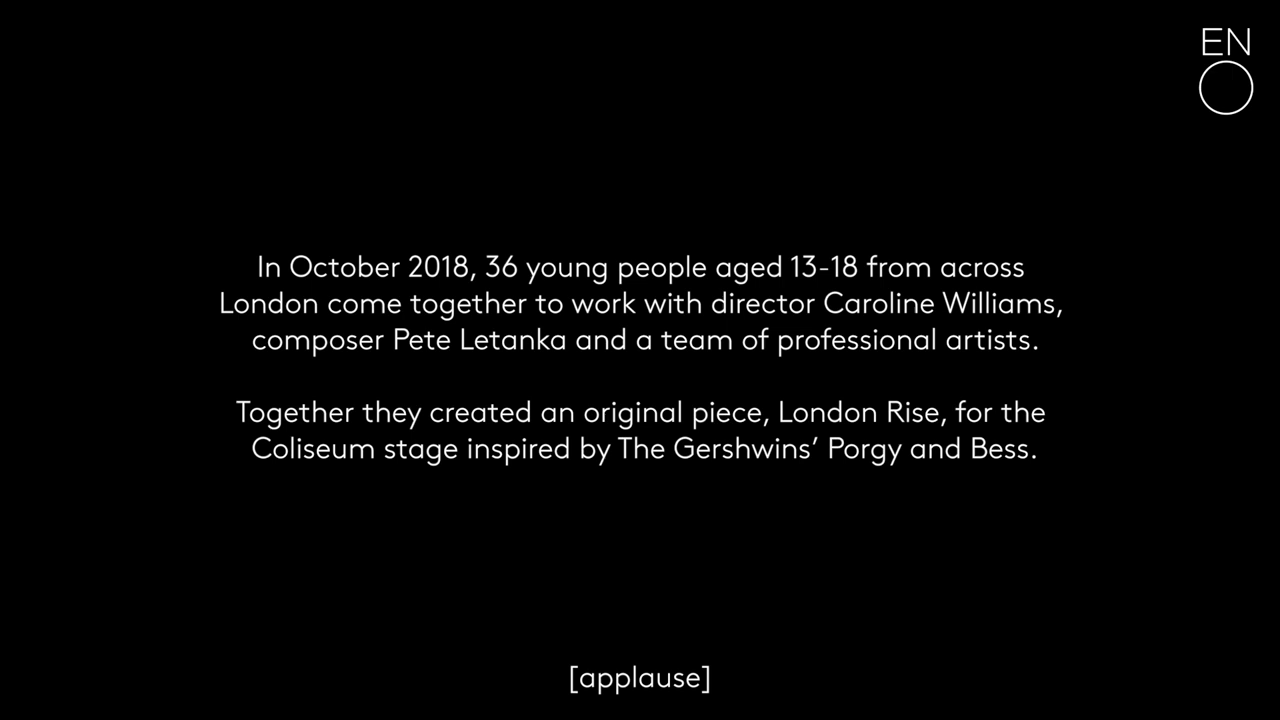 EN
O
In October 2018, 36 young people aged 13-18 from across
London come together to work with director Caroline Williams,
composer Pete Letanka and a team of professional artists.
Together they created an original piece, London Rise, for the
Coliseum stage inspired by The Gershwins’ Porgy and Bess.
[applause]